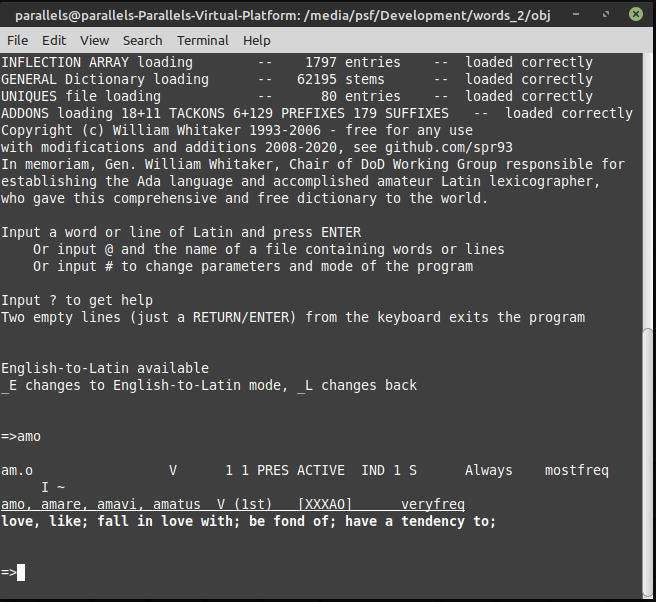 parallels@parallels-Parallels-Virtual-Platform: /media/psf/Development/words_2/obj
File Edit View Search Terminal Help
INFLECTION ARRAY loading        --    1797 entries    --  loaded correctly
GENERAL Dictionary loading      --   62195 stems      --  loaded correctly
UNIQUES file loading            --      80 entries    --  loaded correctly
ADDONS loading 18+11 TACKONS 6+129 PREFIXES 179 SUFFIXES   --  loaded correctly
Copyright (c) William Whitaker 1993-2006 - free for any use
with modifications and additions 2008-2020, see github.com/spr93
In memoriam, Gen. William Whitaker, Chair of DoD Working Group responsible for
establishing the Ada language and accomplished amateur Latin lexicographer,
who gave this comprehensive and free dictionary to the world.
Input a word or line of Latin and press ENTER
    Or input @ and the name of a file containing words or lines
    Or input # to change parameters and mode of the program
Input ? to get help
Two empty lines (just a RETURN/ENTER) from the keyboard exits the program
English-to-Latin available
_E changes to English-to-Latin mode, _L changes back
=>amo
am.o                 V      1 1 PRES ACTIVE  IND 1 S      Always    mostfreq
     I ~
amo, amare, amavi, amatus  V (1st)   [XXXAO]      veryfreq
love, like; fall in love with; be fond of; have a tendency to;
=>